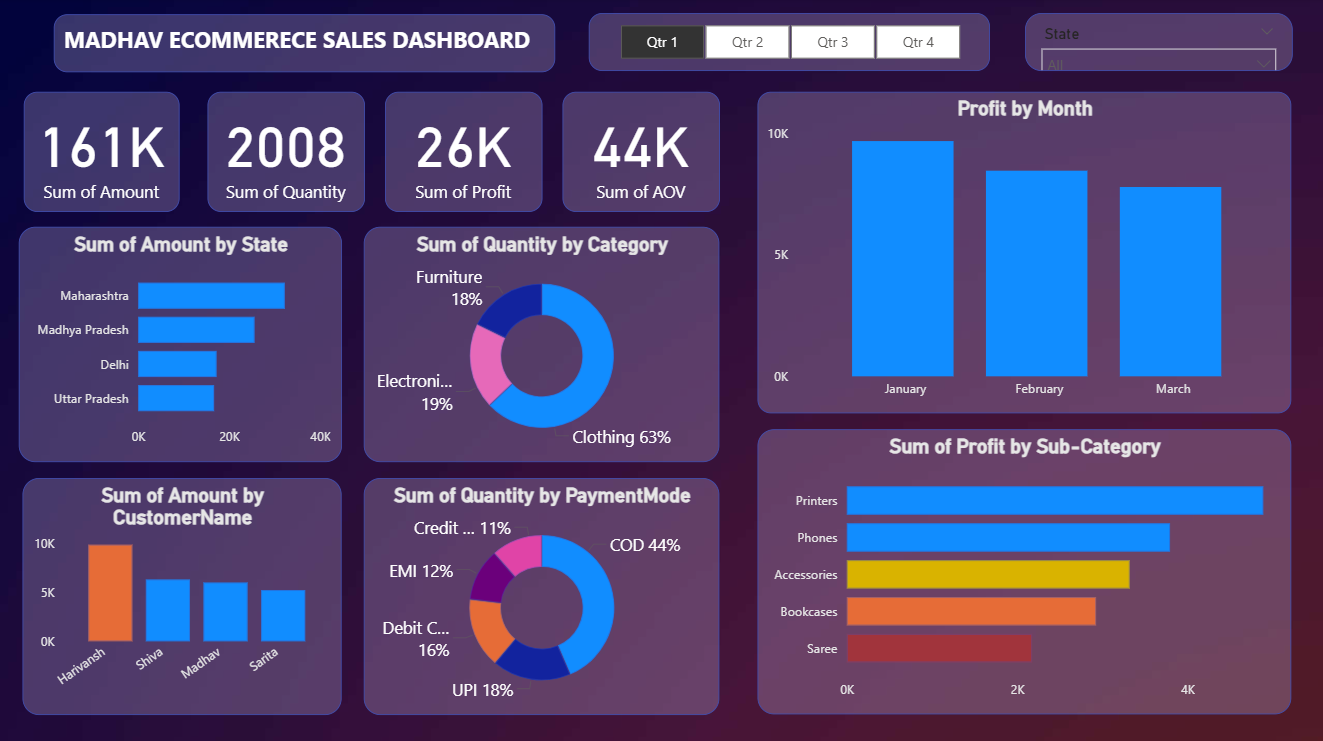 MADHAV ECOMMERECE SALES DASHBOARD
Qtr 1
Qtr 2
Qtr 3
Qtr 4
State
All
161K
Sum of Amount
2008
Sum of Quantity
26K
Sum of Profit
44K
Sum of AOV
Profit by Month
10K
5K
0K
January
February
March
Sum of Amount by State
Maharashtra
Madhya Pradesh
Delhi
Uttar Pradesh
0K
20K
40K
Sum of Quantity by Category
Furniture
18%
Electroni...
19%
Clothing 63%
Sum of Profit by Sub-Category
Printers
Phones
Accessories
Bookcases
Saree
0K
2K
4K
Sum of Amount by
CustomerName
10K
5K
0K
Harivansh
Shiva
Madhav
Sarita
Sum of Quantity by PaymentMode
Credit ... 11%
COD 44%
EMI 12%
Debit C...
16%
UPI 18%